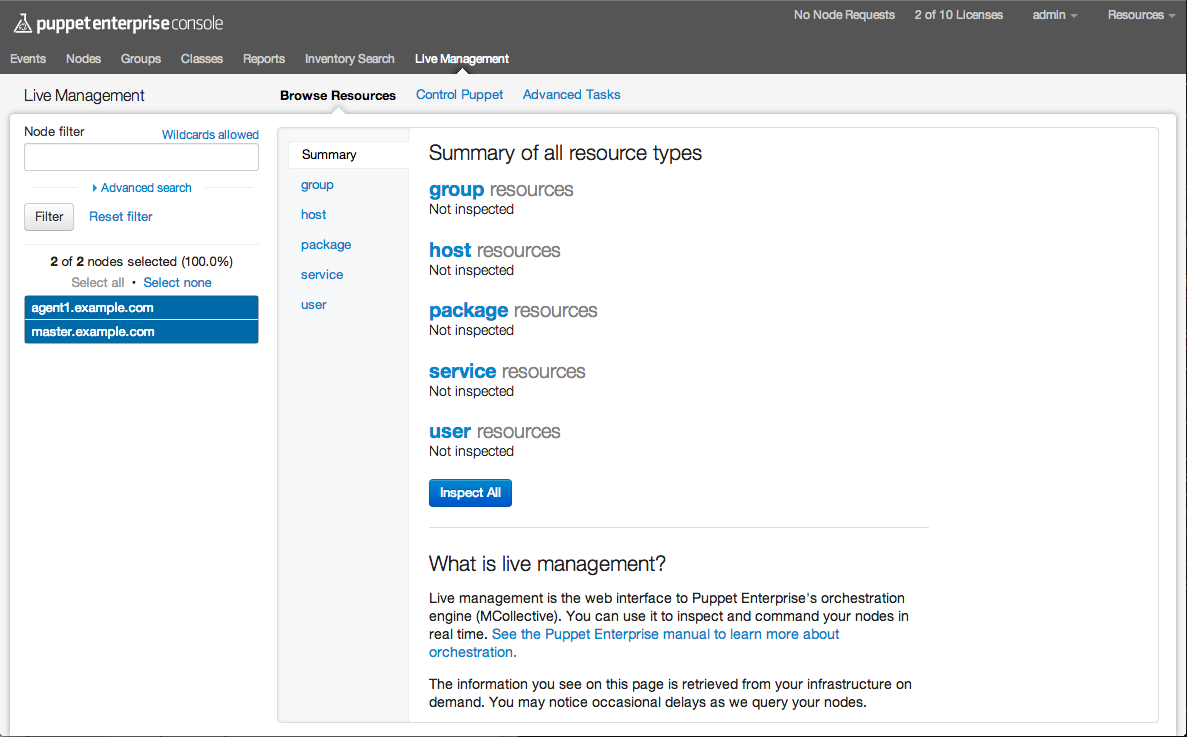 puppet enterprise console
No Node Requests 2 of 10 Licenses admin Resources
Events Nodes Groups Classes Reports Inventory Search Live Management
Live Management
Browse Resources Control Puppet Advanced Tasks
Node filter Wildcards allowed
Advanced search
Filter Reset filter
2 of 2 nodes selected (100.0%)
Select all • Select none
agent1.example.com
master.example.com
Summary
group
host
package
service
user
Summary of all resource types
group resources
Not inspected
host resources
Not inspected
package resources
Not inspected
service resources
Not inspected
user resources
Not inspected
Inspect All
What is live management?
Live management is the web interface to Puppet Enterprise's orchestration
engine (MCollective). You can use it to inspect and command your nodes in
real time. See the Puppet Enterprise manual to learn more about
orchestration.
The information you see on this page is retrieved from your infrastructure on
demand. You may notice occasional delays as we query your nodes.